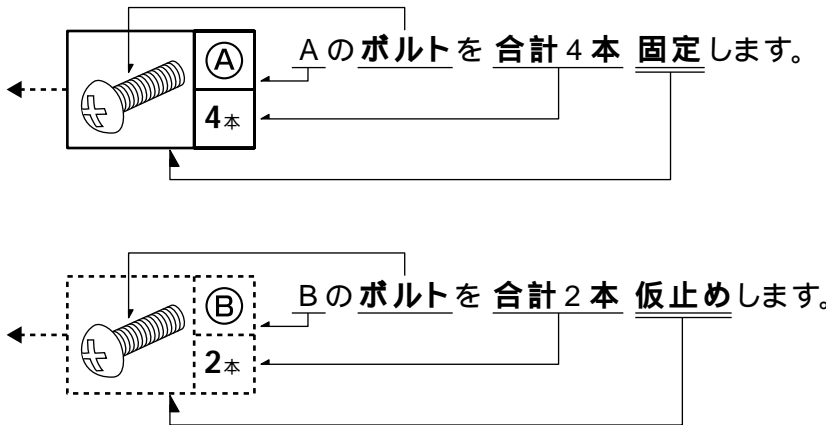 Ⓐ
4本
Aのボルトを 合計4本 固定します。
Ⓑ
2本
Bのボルトを 合計2本 仮止めします。